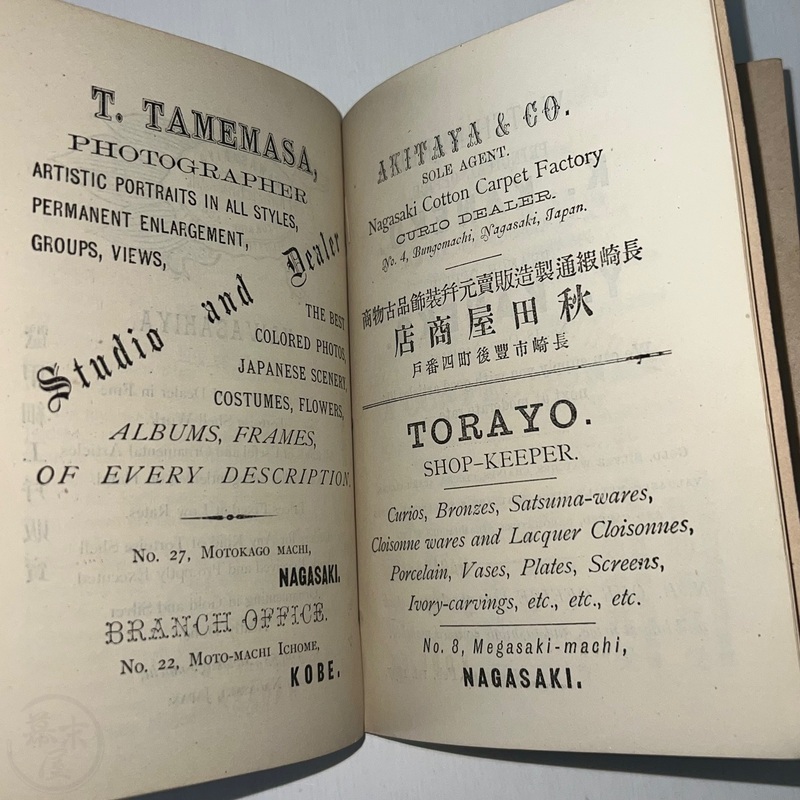 T. TAMEMASA,
PHOTOGRAPHER
ARTISTIC PORTRAITS IN ALL STYLES,
PERMANENT ENLARGEMENT,
GROUPS, VIEWS,
Studio and Dealer
THE BEST
COLORED PHOTOS,
JAPANESE SCENERY,
COSTUMES, FLOWERS,
ALBUMS, FRAMES,
OF EVERY DESCRIPTION.
No. 27, MOTOKAGO MACHI,
NAGASAKI.
BRANCH OFFICE.
No. 22, MOTO-MACHI ICHOME,
KOBE.
AKITAYA & CO.
SOLE AGENT.
Nagasaki Cotton Carpet Factory
CURIO DEALER.
No. 4, Bungomachi, Nagasaki, Japan.
長崎緞通製造販賣元幷裝飾品古物商
秋田屋商店
長崎市豐後町四番戶
TORAYO.
SHOP-KEEPER.
Curios, Bronzes, Satsuma-wares,
Cloisonne wares and Lacquer Cloisonnes,
Porcelain, Vases, Plates, Screens,
Ivory-carvings, etc., etc., etc.
No. 8, Megasaki-machi,
NAGASAKI.
幕末屋